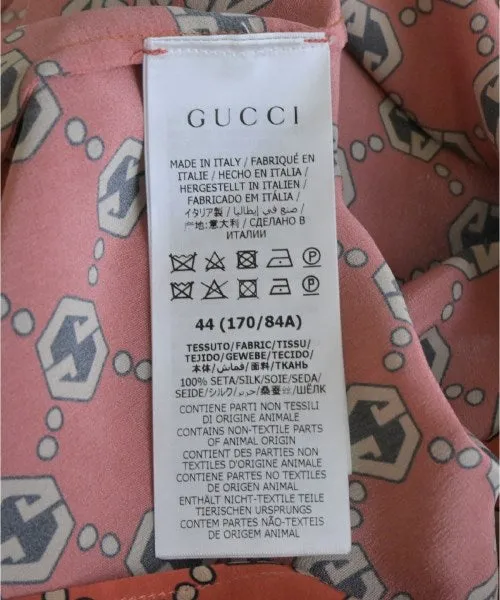 GUCCI
MADE IN ITALY / FABRIQUÉ EN
ITALIE / HECHO EN ITALIA
HERGESTELLT IN ITALIEN /
FABRICADO EM ITÁLIA /
イタリア製 / صنع في إيطاليا /
产地:意大利 / СДЕЛАНО В
ИТАЛИИ
44 (170/84A)
TESSUTO/FABRIC/TISSU/
TEJIDO/GEWEBE/TECIDO/
本体/قماش/面料/ТКАНЬ
100% SETA/SILK/SOIE/SEDA/
SEIDE/シルク/حرير/桑蚕丝/ШЁЛК
CONTIENE PARTI NON TESSILI
DI ORIGINE ANIMALE
CONTAINS NON-TEXTILE PARTS
OF ANIMAL ORIGIN
CONTIENT DES PARTIES NON
TEXTILES D'ORIGINE ANIMALE
CONTIENE PARTES NO TEXTILES
DE ORIGEN ANIMAL
ENTHÄLT NICHT-TEXTILE TEILE
TIERISCHEN URSPRUNGS
CONTEM PARTES NÃO-TEXTEIS
DE ORIGEM ANIMAL